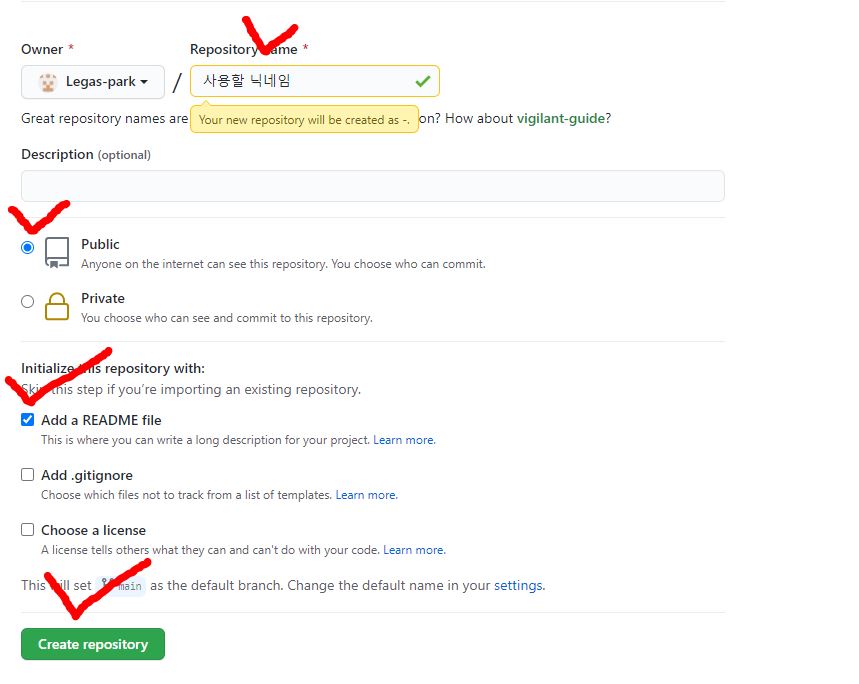 Owner * Repository name *
Legas-park / 사용할 닉네임
Great repository names are on? How about vigilant-guide?
Your new repository will be created as -.
Description (optional)
Public
Anyone on the internet can see this repository. You choose who can commit.
Private
You choose who can see and commit to this repository.
Initialize this repository with:
Skip this step if you're importing an existing repository.
Add a README file
This is where you can write a long description for your project. Learn more.
Add .gitignore
Choose which files not to track from a list of templates. Learn more.
Choose a license
A license tells others what they can and can't do with your code. Learn more.
This will set main as the default branch. Change the default name in your settings.
Create repository